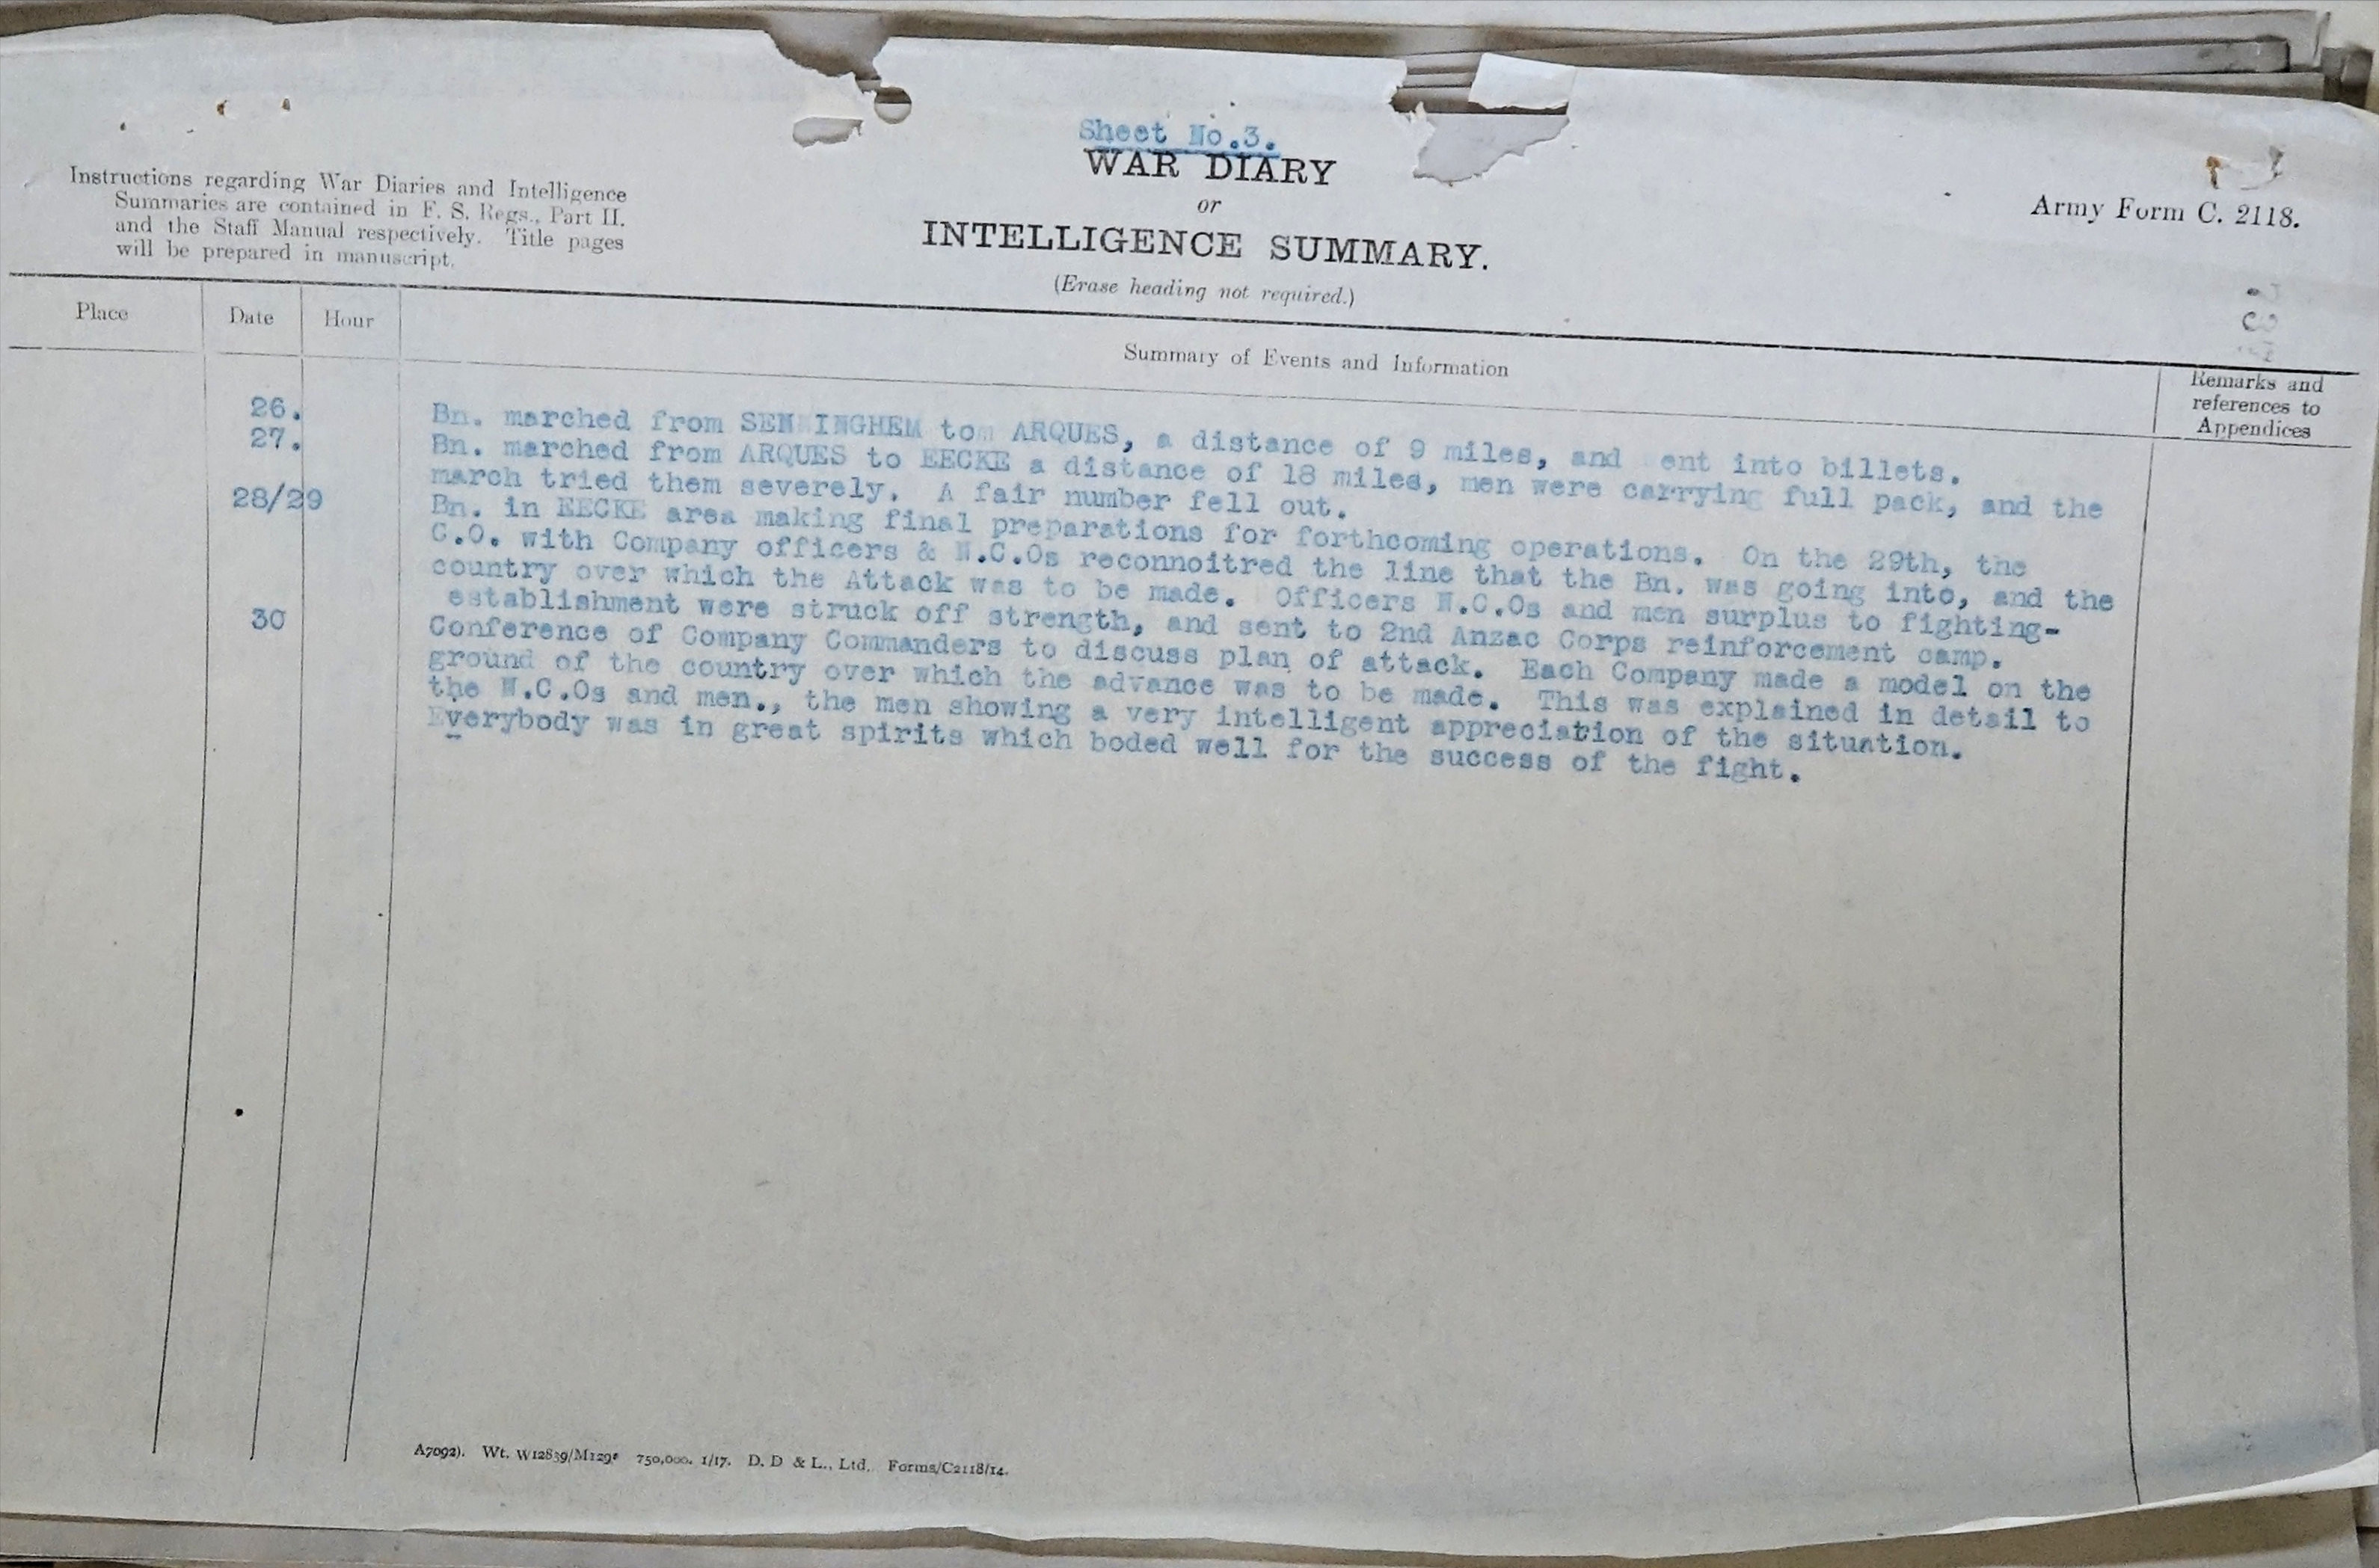 Sheet No.3.
WAR DIARY
or
INTELLIGENCE SUMMARY.
(Erase heading not required.)
Instructions regarding War Diaries and Intelligence
Summaries are contained in F. S. Regs., Part II.
and the Staff Manual respectively. Title pages
will be prepared in manuscript.
Army Form C. 2118.
Place
Date
Hour
Summary of Events and Information
Remarks and
references to
Appendices
26. Bn. marched from SENNINGHEM to ARQUES, a distance of 9 miles, and ent into billets.
27. Bn. marched from ARQUES to EECKE a distance of 18 miles, men were carrying full pack, and the
march tried them severely. A fair number fell out.
28/29 Bn. in EECKE area making final preparations for forthcoming operations. On the 29th, the
C.O. with Company officers & N.C.Os reconnoitred the line that the Bn. was going into, and the
country over which the Attack was to be made. Officers N.C.Os and men surplus to fighting-
establishment were struck off strength, and sent to 2nd Anzac Corps reinforcement camp.
30 Conference of Company Commanders to discuss plan of attack. Each Company made a model on the
ground of the country over which the advance was to be made. This was explained in detail to
the N.C.Os and men., the men showing a very intelligent appreciation of the situation.
Everybody was in great spirits which boded well for the success of the fight.
A7092). Wt. W12839/M129 750,000. 1/17. D. D & L., Ltd. Forms/C2118/14.